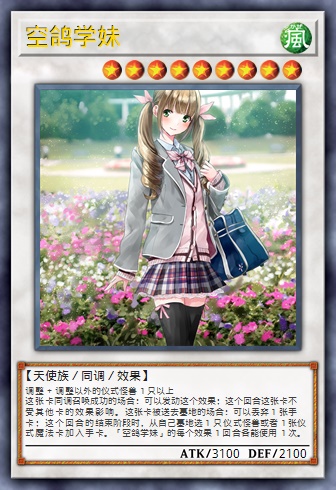 空鸽学妹
風
【天使族／同调／效果】
调整＋调整以外的仪式怪兽1只以上
这张卡同调召唤成功的场合：可以发动这个效果；这个回合这张卡不
受其他卡的效果影响。这张卡被送去墓地的场合：可以丢弃1张手
卡；这个回合的结束阶段时，从自己墓地选1只仪式怪兽或者1张仪
式魔法卡加入手卡。「空鸽学妹」的每个效果1回合各能使用1次。
ATK/3100 DEF/2100